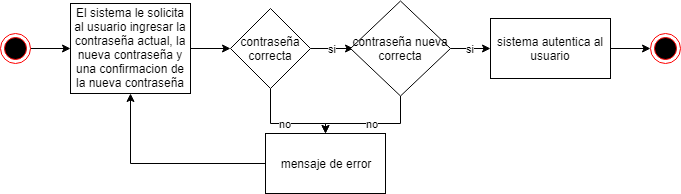 El sistema le solicita
al usuario ingresar la
contraseña actual, la
nueva contraseña y
una confirmacion de
la nueva contraseña
contraseña
correcta
si
contraseña nueva
correcta
si
sistema autentica al
usuario
no
no
mensaje de error